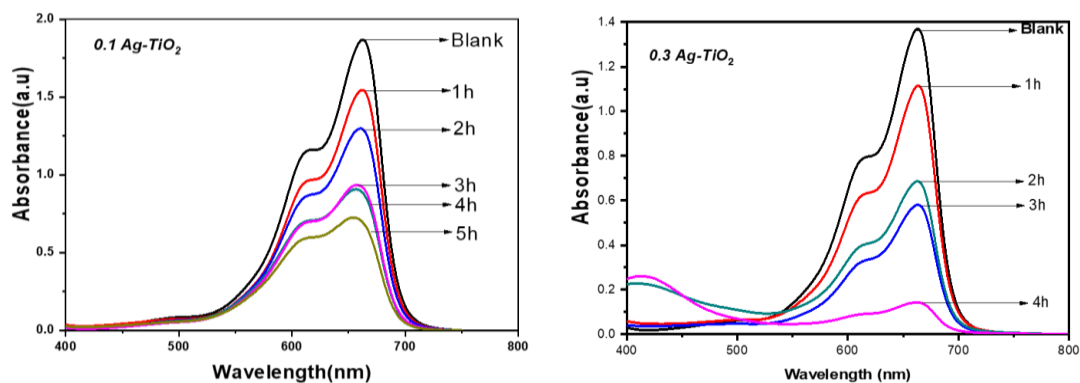 2.0
1.5
1.0
0.5
0.0
Absorbance(a.u)
0.1 Ag-TiO₂
Blank
1h
2h
3h
4h
5h
400 500 600 700 800
Wavelength(nm)
1.4
1.2
1.0
0.8
0.6
0.4
0.2
0.0
Absorbance(a.u)
0.3 Ag-TiO₂
Blank
1h
2h
3h
4h
400 500 600 700 800
Wavelength (nm)